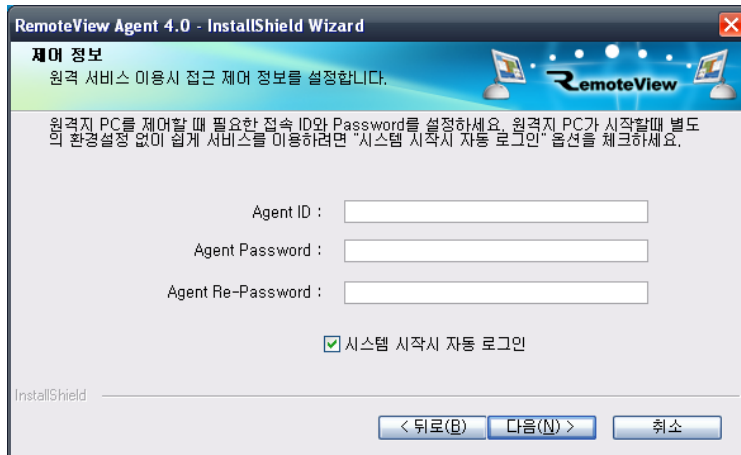 RemoteView Agent 4.0 - InstallShield Wizard
제어 정보
원격 서비스 이용시 접근 제어 정보를 설정합니다.
RemoteView
원격지 PC를 제어할 때 필요한 접속 ID와 Password를 설정하세요. 원격지 PC가 시작할때 별도
의 환경설정 없이 쉽게 서비스를 이용하려면 "시스템 시작시 자동 로그인" 옵션을 체크하세요.
Agent ID :
Agent Password :
Agent Re-Password :
시스템 시작시 자동 로그인
InstallShield
< 뒤로(B) 다음(N) > 취소